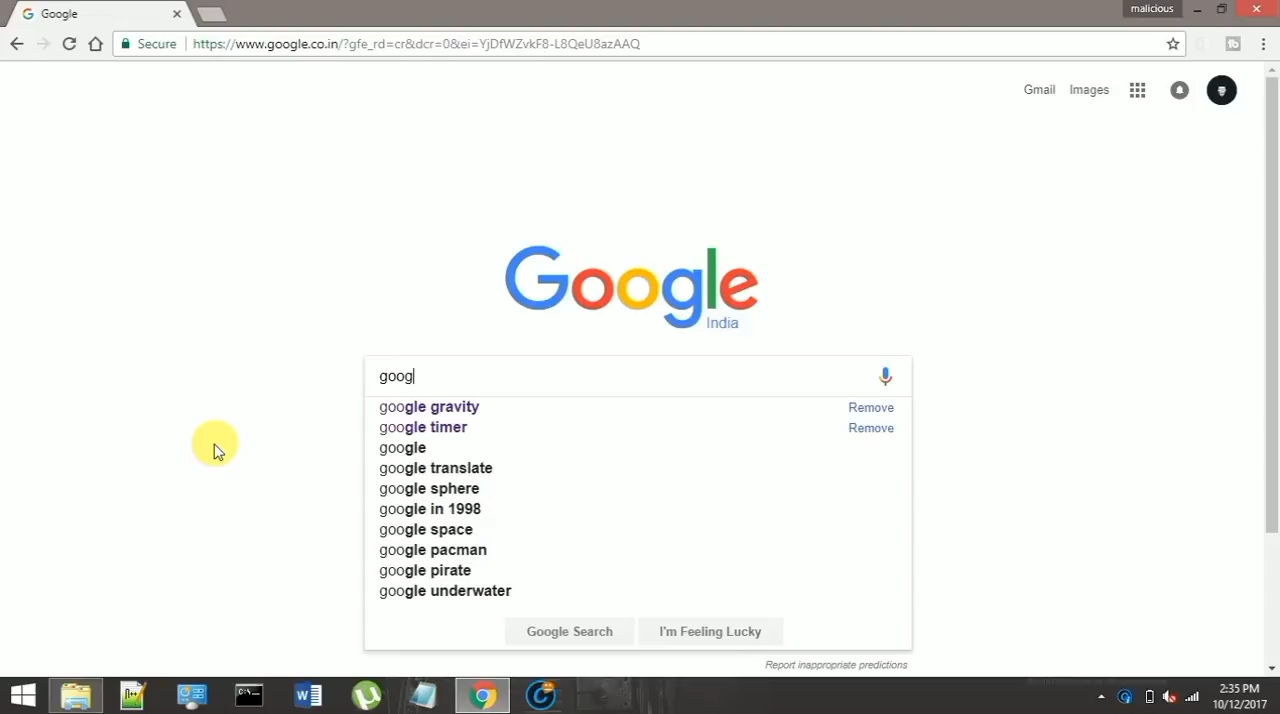 Google
malicious
Secure
https://www.google.co.in/?gfe_rd=cr&dcr=0&ei=YjDfWZvkF8-L8QeU8azAAQ
Gmail Images
Google
India
goog
google gravity Remove
google timer Remove
google
google translate
google sphere
google in 1998
google space
google pacman
google pirate
google underwater
Google Search I'm Feeling Lucky
Report inappropriate predictions
2:35 PM
10/12/2017